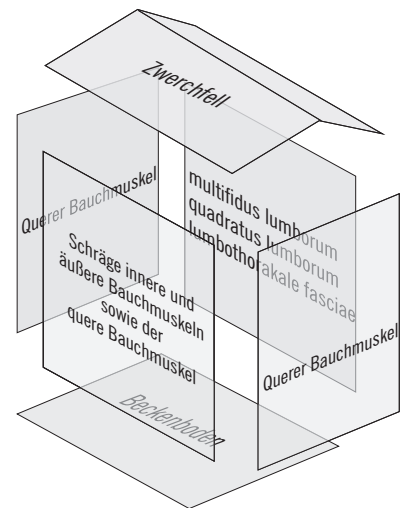 Zwerchfell
Querer Bauchmuskel
multifidus lumborum
quadratus lumborum
lumbothorakale fasciae
Schräge innere und
äußere Bauchmuskeln
sowie der
quere Bauchmuskel
Querer Bauchmuskel
Beckenboden